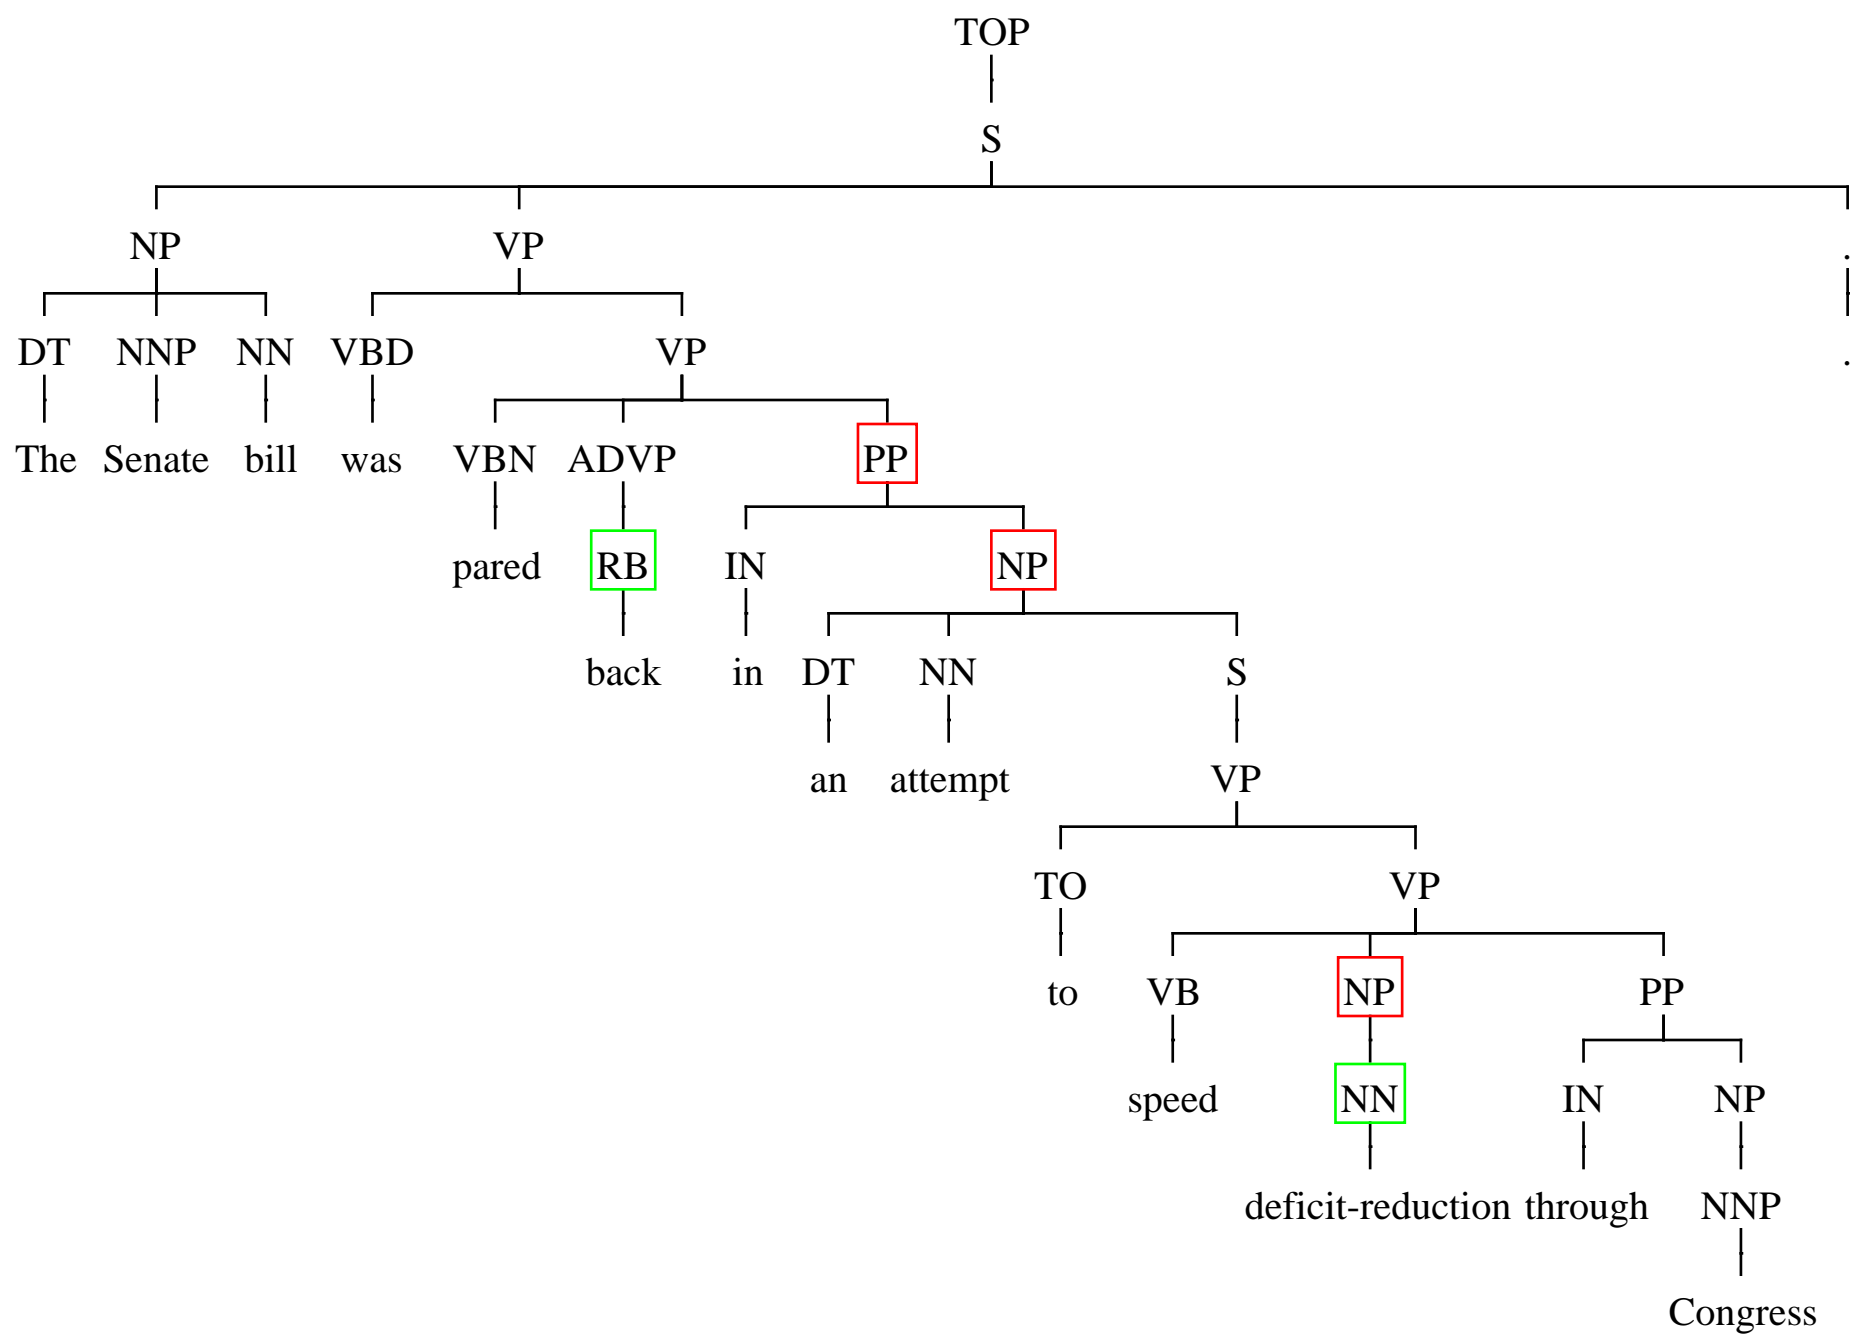 TOP
S
NP VP .
DT NNP NN VBD VP .
The Senate bill was VBN ADVP PP
pared RB IN NP
back in DT NN S
an attempt VP
TO VP
to VB NP PP
speed NN IN NP
deficit-reduction through NNP
Congress